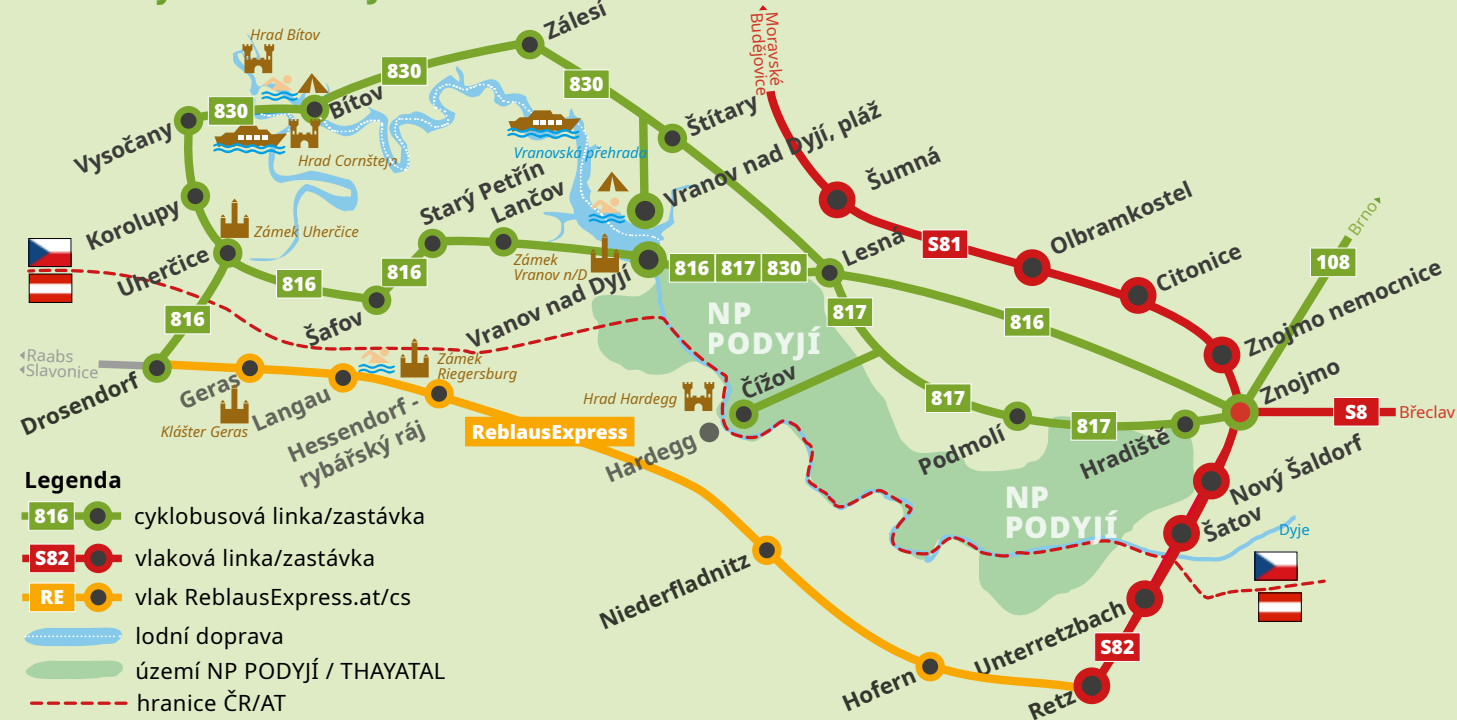 Hrad Bítov
Zálesí
Moravské
Budějovice
830
830
830
Bítov
Štítary
Vysočany
Hrad Cornštejn
Vranovská přehrada
Vranov nad Dyjí, pláž
Šumná
Starý Petřín
Lančov
Korolupy
Zámek Uherčice
Uherčice
Zámek
Vranov n/D
Vranov nad Dyjí
816
816
816
817
830
Lesná
S81
Olbramkostel
Citonice
Brno
108
Znojmo nemocnice
816
Šafov
817
816
NP
PODYJÍ
Raabs
Slavonice
Drosendorf
Geras
Klášter Geras
Langau
Zámek
Riegersburg
Hessendorf -
rybářský ráj
ReblausExpress
Hrad Hardegg
Čížov
Hardegg
817
Podmolí
817
Hradiště
Znojmo
S8
Břeclav
Nový Šaldorf
Šatov
NP
PODYJÍ
Dyje
Niederfladnitz
Unterretzbach
S82
Hofern
Retz
Legenda
816 cyklobusová linka/zastávka
S82 vlaková linka/zastávka
RE vlak ReblausExpress.at/cs
lodní doprava
území NP PODYJÍ / THAYATAL
hranice ČR/AT